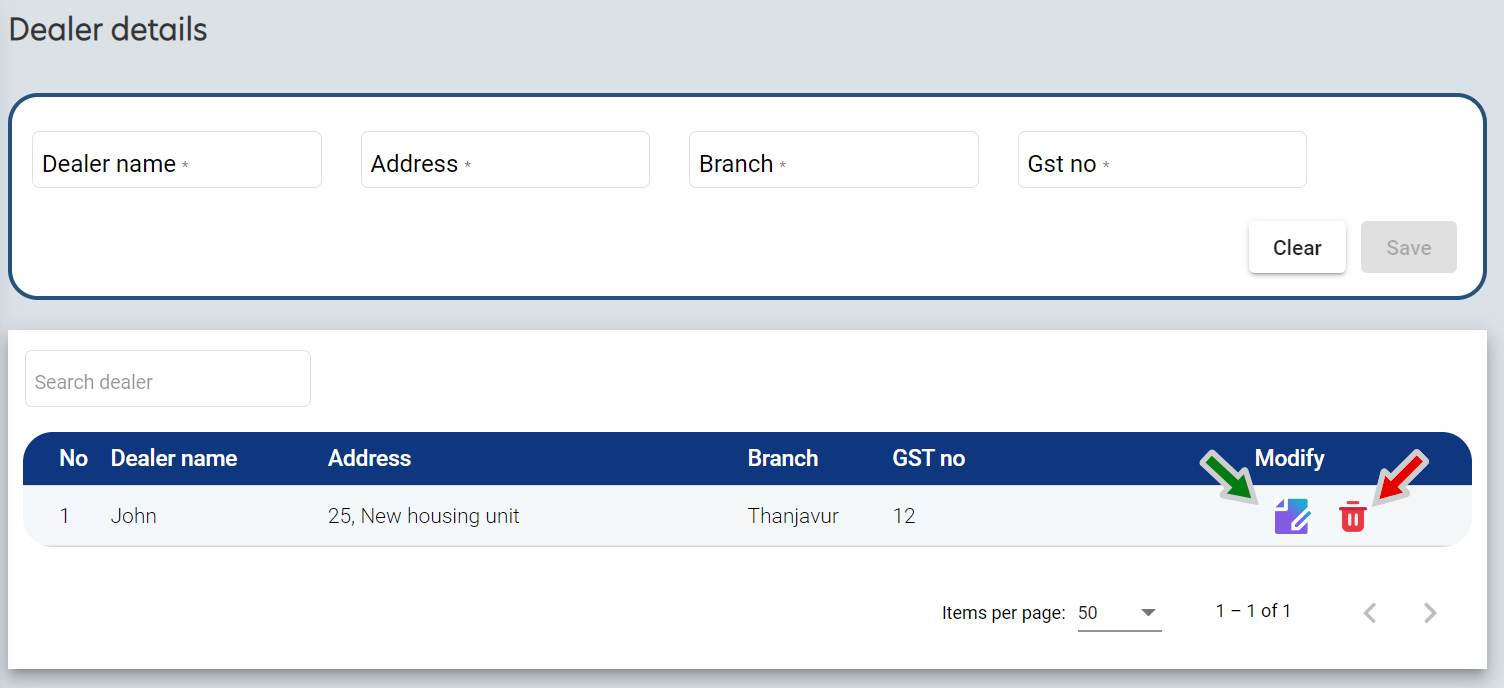 Dealer details
Dealer name *
Address *
Branch *
Gst no *
Clear
Save
Search dealer
No Dealer name Address Branch GST no Modify
1 John 25, New housing unit Thanjavur 12
Items per page: 50 1 – 1 of 1